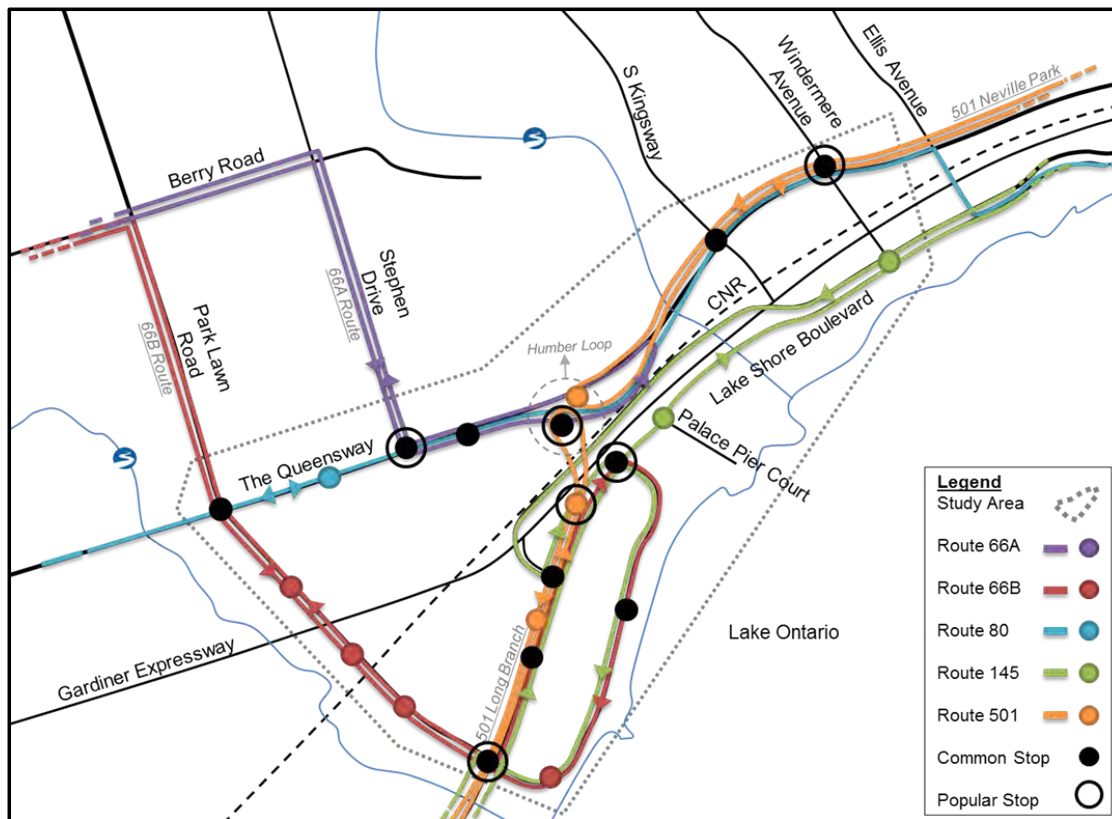 Ellis Avenue
Windermere
Avenue
S Kingsway
501 Neville Park
Berry Road
Stephen
Drive
66A Route
66B Route
Park Lawn
Road
CNR
Humber Loop
Lake Shore Boulevard
Palace Pier Court
The Queensway
Gardiner Expressway
501 Long Branch
Lake Ontario
Legend
Study Area
Route 66A
Route 66B
Route 80
Route 145
Route 501
Common Stop
Popular Stop